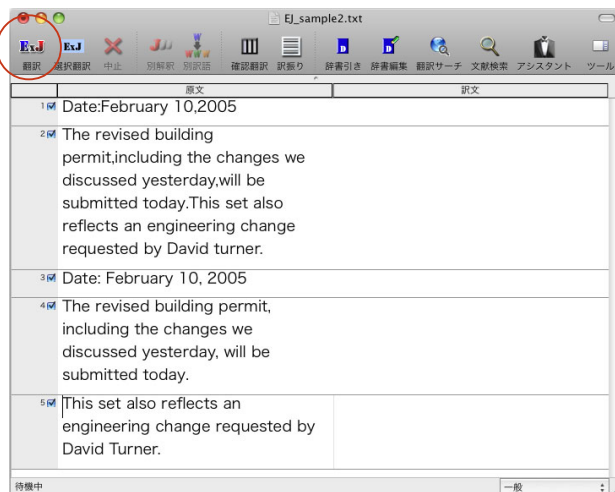 EJ_sample2.txt
ExJ ExJ
翻訳 選択翻訳 中止 別解釈 別訳語 確認翻訳 訳振り 辞書引き 辞書編集 翻訳サーチ 文献検索 アシスタント ツール
原文 訳文
1 Date:February 10,2005
2 The revised building
permit,including the changes we
discussed yesterday,will be
submitted today.This set also
reflects an engineering change
requested by David turner.
3 Date: February 10, 2005
4 The revised building permit,
including the changes we
discussed yesterday, will be
submitted today.
5 This set also reflects an
engineering change requested by
David Turner.
待機中 一般